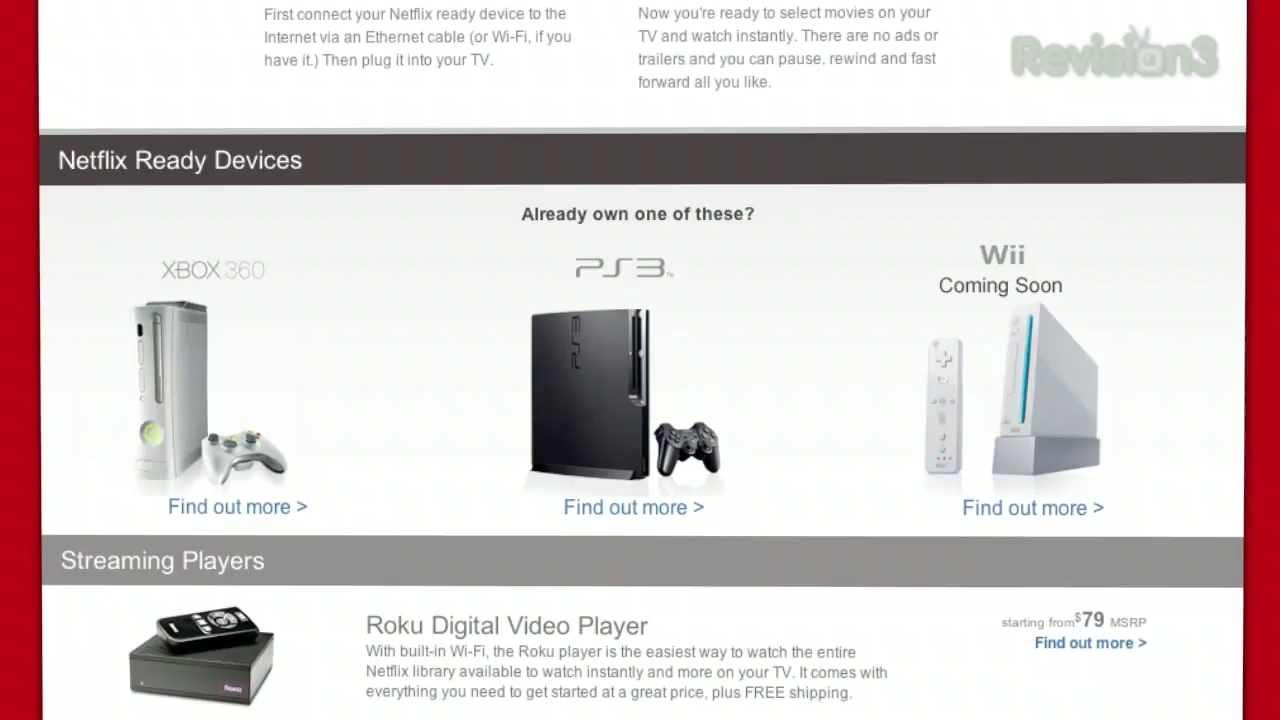 First connect your Netflix ready device to the
Internet via an Ethernet cable (or Wi-Fi, if you
have it.) Then plug it into your TV.
Now you're ready to select movies on your
TV and watch instantly. There are no ads or
trailers and you can pause, rewind and fast
forward all you like.
Revision3
Netflix Ready Devices
Already own one of these?
XBOX 360
PS3™
Wii
Coming Soon
PS3
Wii
Find out more >
Find out more >
Find out more >
Streaming Players
Roku Digital Video Player
With built-in Wi-Fi, the Roku player is the easiest way to watch the entire
Netflix library available to watch instantly and more on your TV. It comes with
everything you need to get started at a great price, plus FREE shipping.
starting from $79 MSRP
Find out more >
Roku